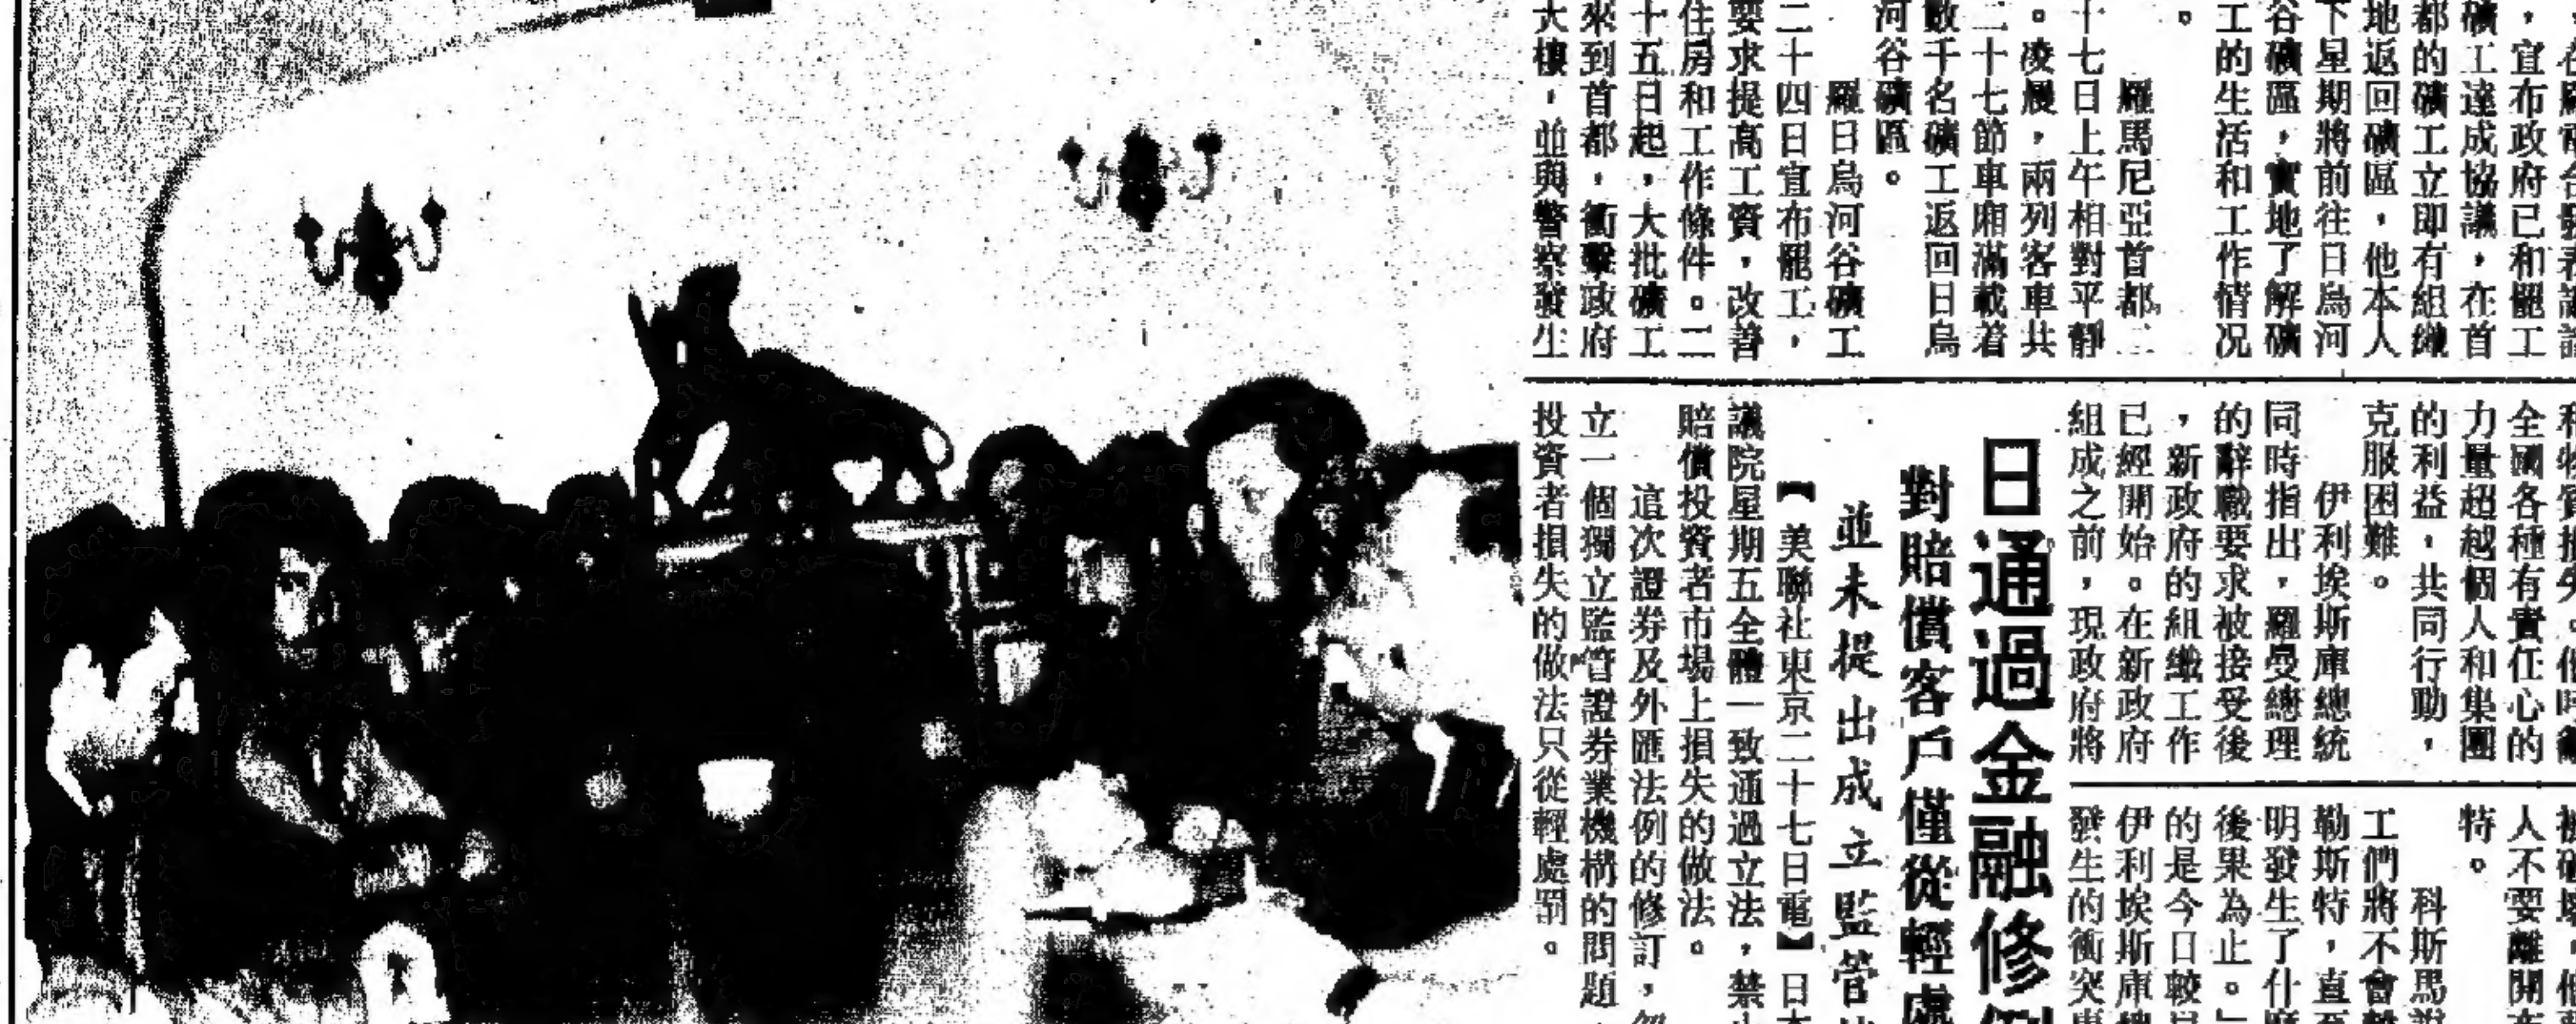 ，宣布政府已和罷工
礦工達成協議，在首
都的礦工立即有組織
地返回礦區，他本人
下星期將前往日烏河
谷礦區，實地了解礦
工的生活和工作情況
。
羅馬尼亞首都二
十七日上午相對平靜
。凌晨，兩列客車共
二十七節車廂滿載着
數千名礦工返回日烏
河谷礦區。
羅日烏河谷礦工
二十四日宣布罷工，
要求提高工資，改善
住房和工作條件。二
十五日起，大批礦工
來到首都，衝擊政府
大樓，並與警察發生
全國各種有責任心的
力量超越個人和集團
的利益，共同行動，
克服困難。
伊利埃斯庫總統
同時指出，羅曼總理
的辭職要求被接受後
，新政府的組織工作
已經開始。在新政府
組成之前，現政府將
人不要離開布
特。
科斯馬說
工們將不會
勒斯特，直至
明發生了什麼
後果為止。」
的是今日較早
伊利埃斯庫總
發生的衝突
日通過金融修
對賠償客戶僅從輕處
並未提出成立監管
【美聯社東京二十七日電】日本
議院星期五全體一致通過立法，禁止
賠償投資者市場上損失的做法。
這次證券及外匯法例的修訂，
立一個獨立監管證券業機構的問題，
投資者損失的做法只從輕處罰。